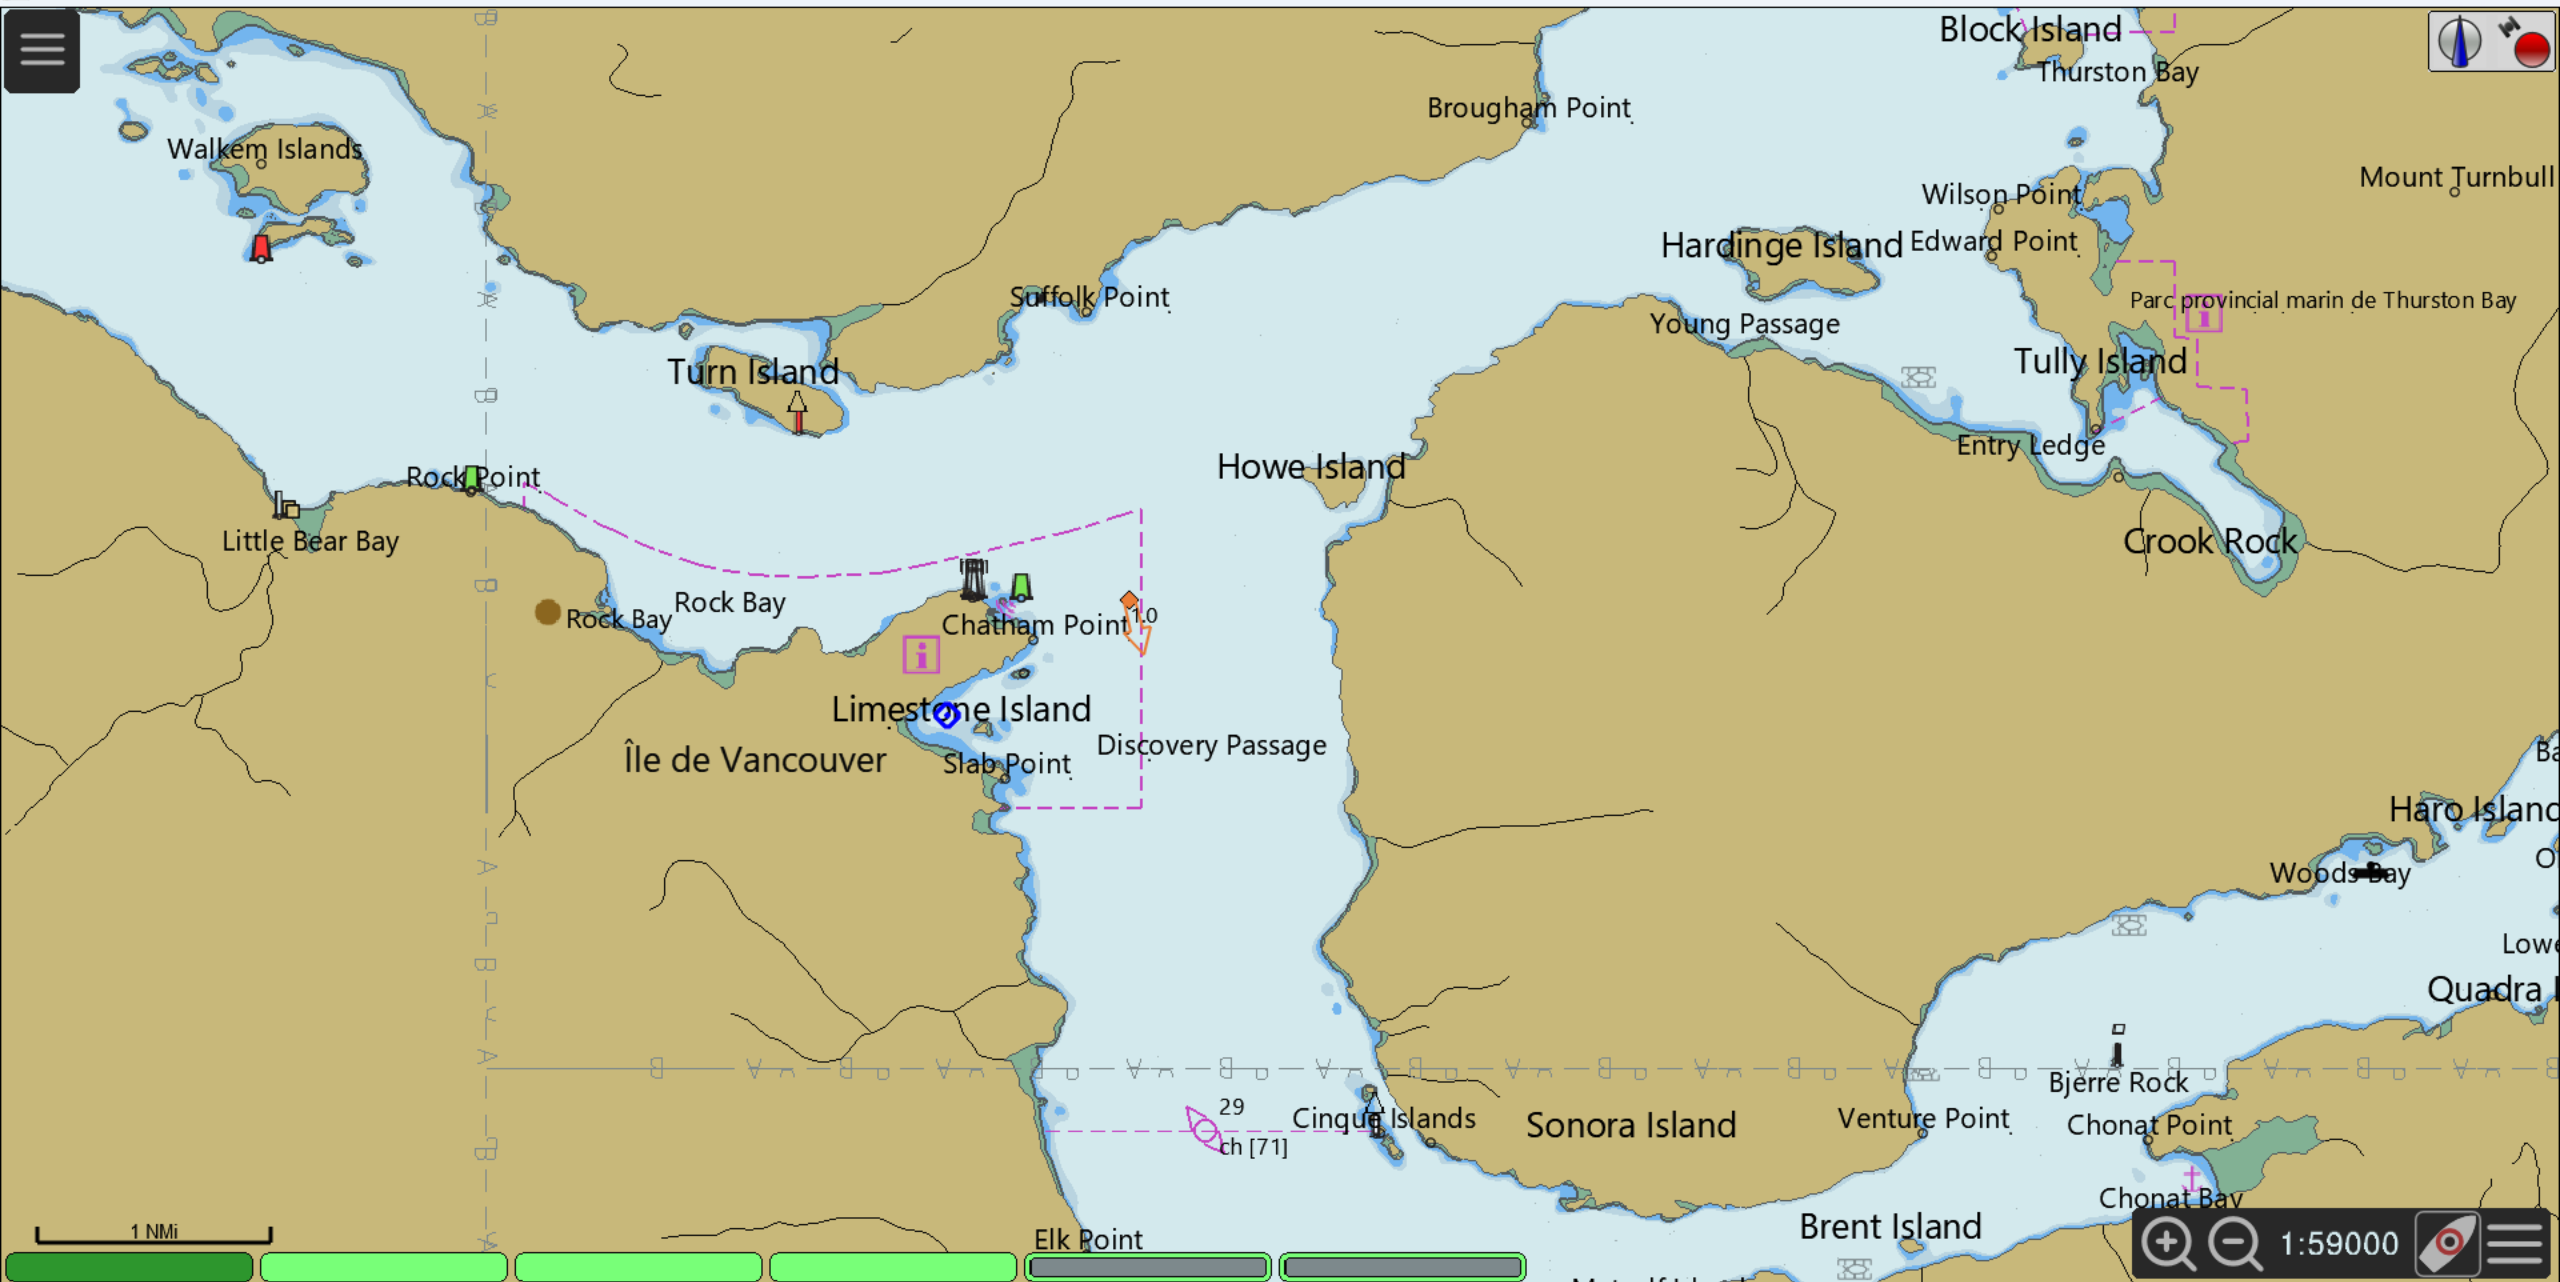 Block Island
Thurston Bay
Brougham Point
Walkem Islands
Mount Turnbull
Wilson Point
Hardinge Island
Edward Point
Suffolk Point
Parc provincial marin de Thurston Bay
Young Passage
Turn Island
Tully Island
Entry Ledge
Howe Island
Rock Point
Little Bear Bay
Crook Rock
Rock Bay
Rock Bay
Chatham Point
1.0
Limestone Island
Discovery Passage
Île de Vancouver
Slab Point
Ba
Haro Island
O
Woods Bay
Lowe
Quadra I
Bjerre Rock
29
Cinque Islands
Sonora Island
Venture Point
Chonat Point
ch [71]
Chonat Bay
Brent Island
Elk Point
1 NMi
1:59000